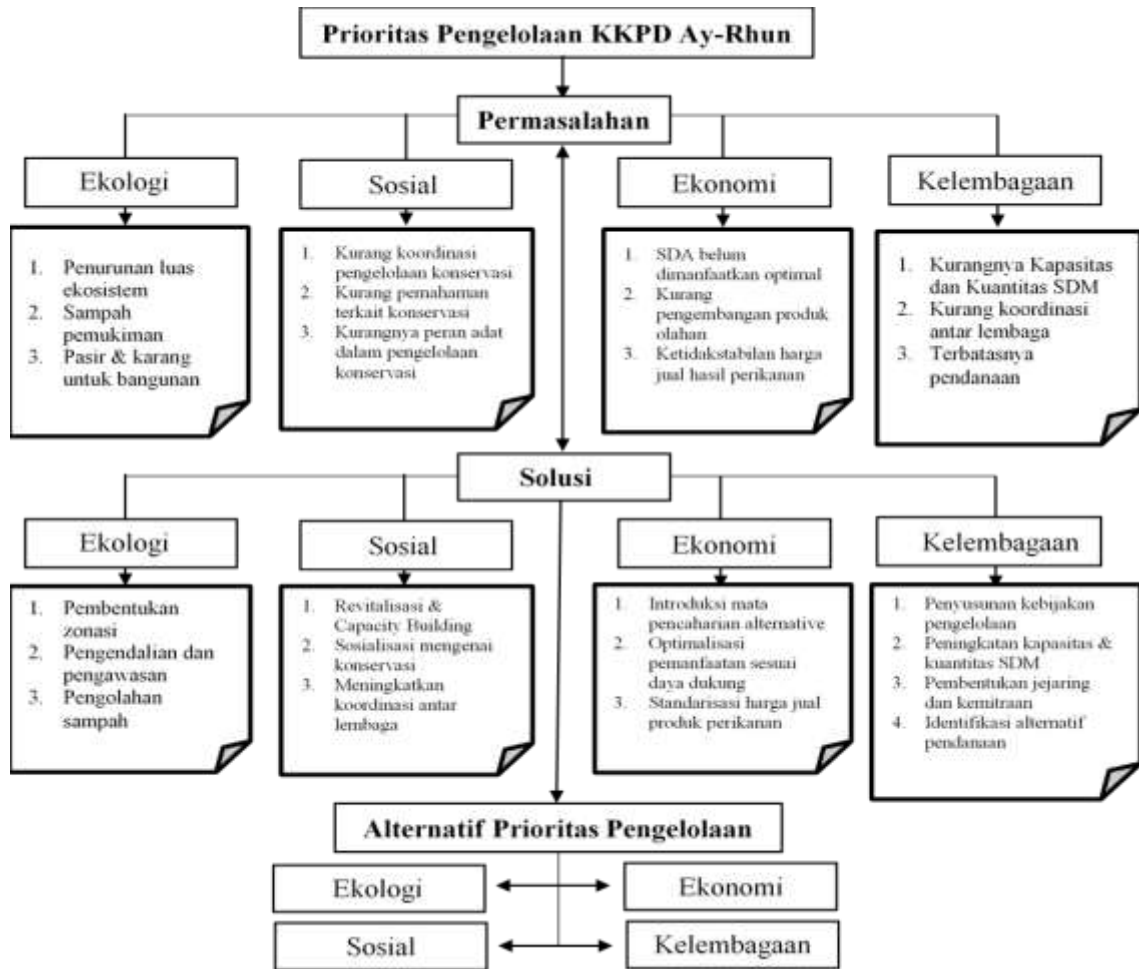 Prioritas Pengelolaan KKPD Ay-Rhun
Permasalahan
Ekologi
Sosial
Ekonomi
Kelembagaan
1. Penurunan luas
ekosistem
2. Sampah
pemukiman
3. Pasir & karang
untuk bangunan
1. Kurang koordinasi
pengelolaan konservasi
2. Kurang pemahaman
terkait konservasi
3. Kurangnya peran adat
dalam pengelolaan
konservasi
1. SDA belum
dimanfaatkan optimal
2. Kurang
pengembangan produk
olahan
3. Ketidakstabilan harga
jual hasil perikanan
1. Kurangnya Kapasitas
dan Kuantitas SDM
2. Kurang koordinasi
antar lembaga
3. Terbatasnya
pendanaan
Solusi
Ekologi
Sosial
Ekonomi
Kelembagaan
1. Pembentukan
zonasi
2. Pengendalian dan
pengawasan
3. Pengolahan
sampah
1. Revitalisasi &
Capacity Building
2. Sosialisasi mengenai
konservasi
3. Meningkatkan
koordinasi antar
lembaga
1. Introduksi mata
pencaharian alternative
2. Optimalisasi
pemanfaatan sesuai
daya dukung
3. Standarisasi harga jual
produk perikanan
1. Penyusunan kebijakan
pengelolaan
2. Peningkatan kapasitas &
kuantitas SDM
3. Pembentukan jejaring
dan kemitraan
4. Identifikasi alternatif
pendanaan
Alternatif Prioritas Pengelolaan
Ekologi
Ekonomi
Sosial
Kelembagaan